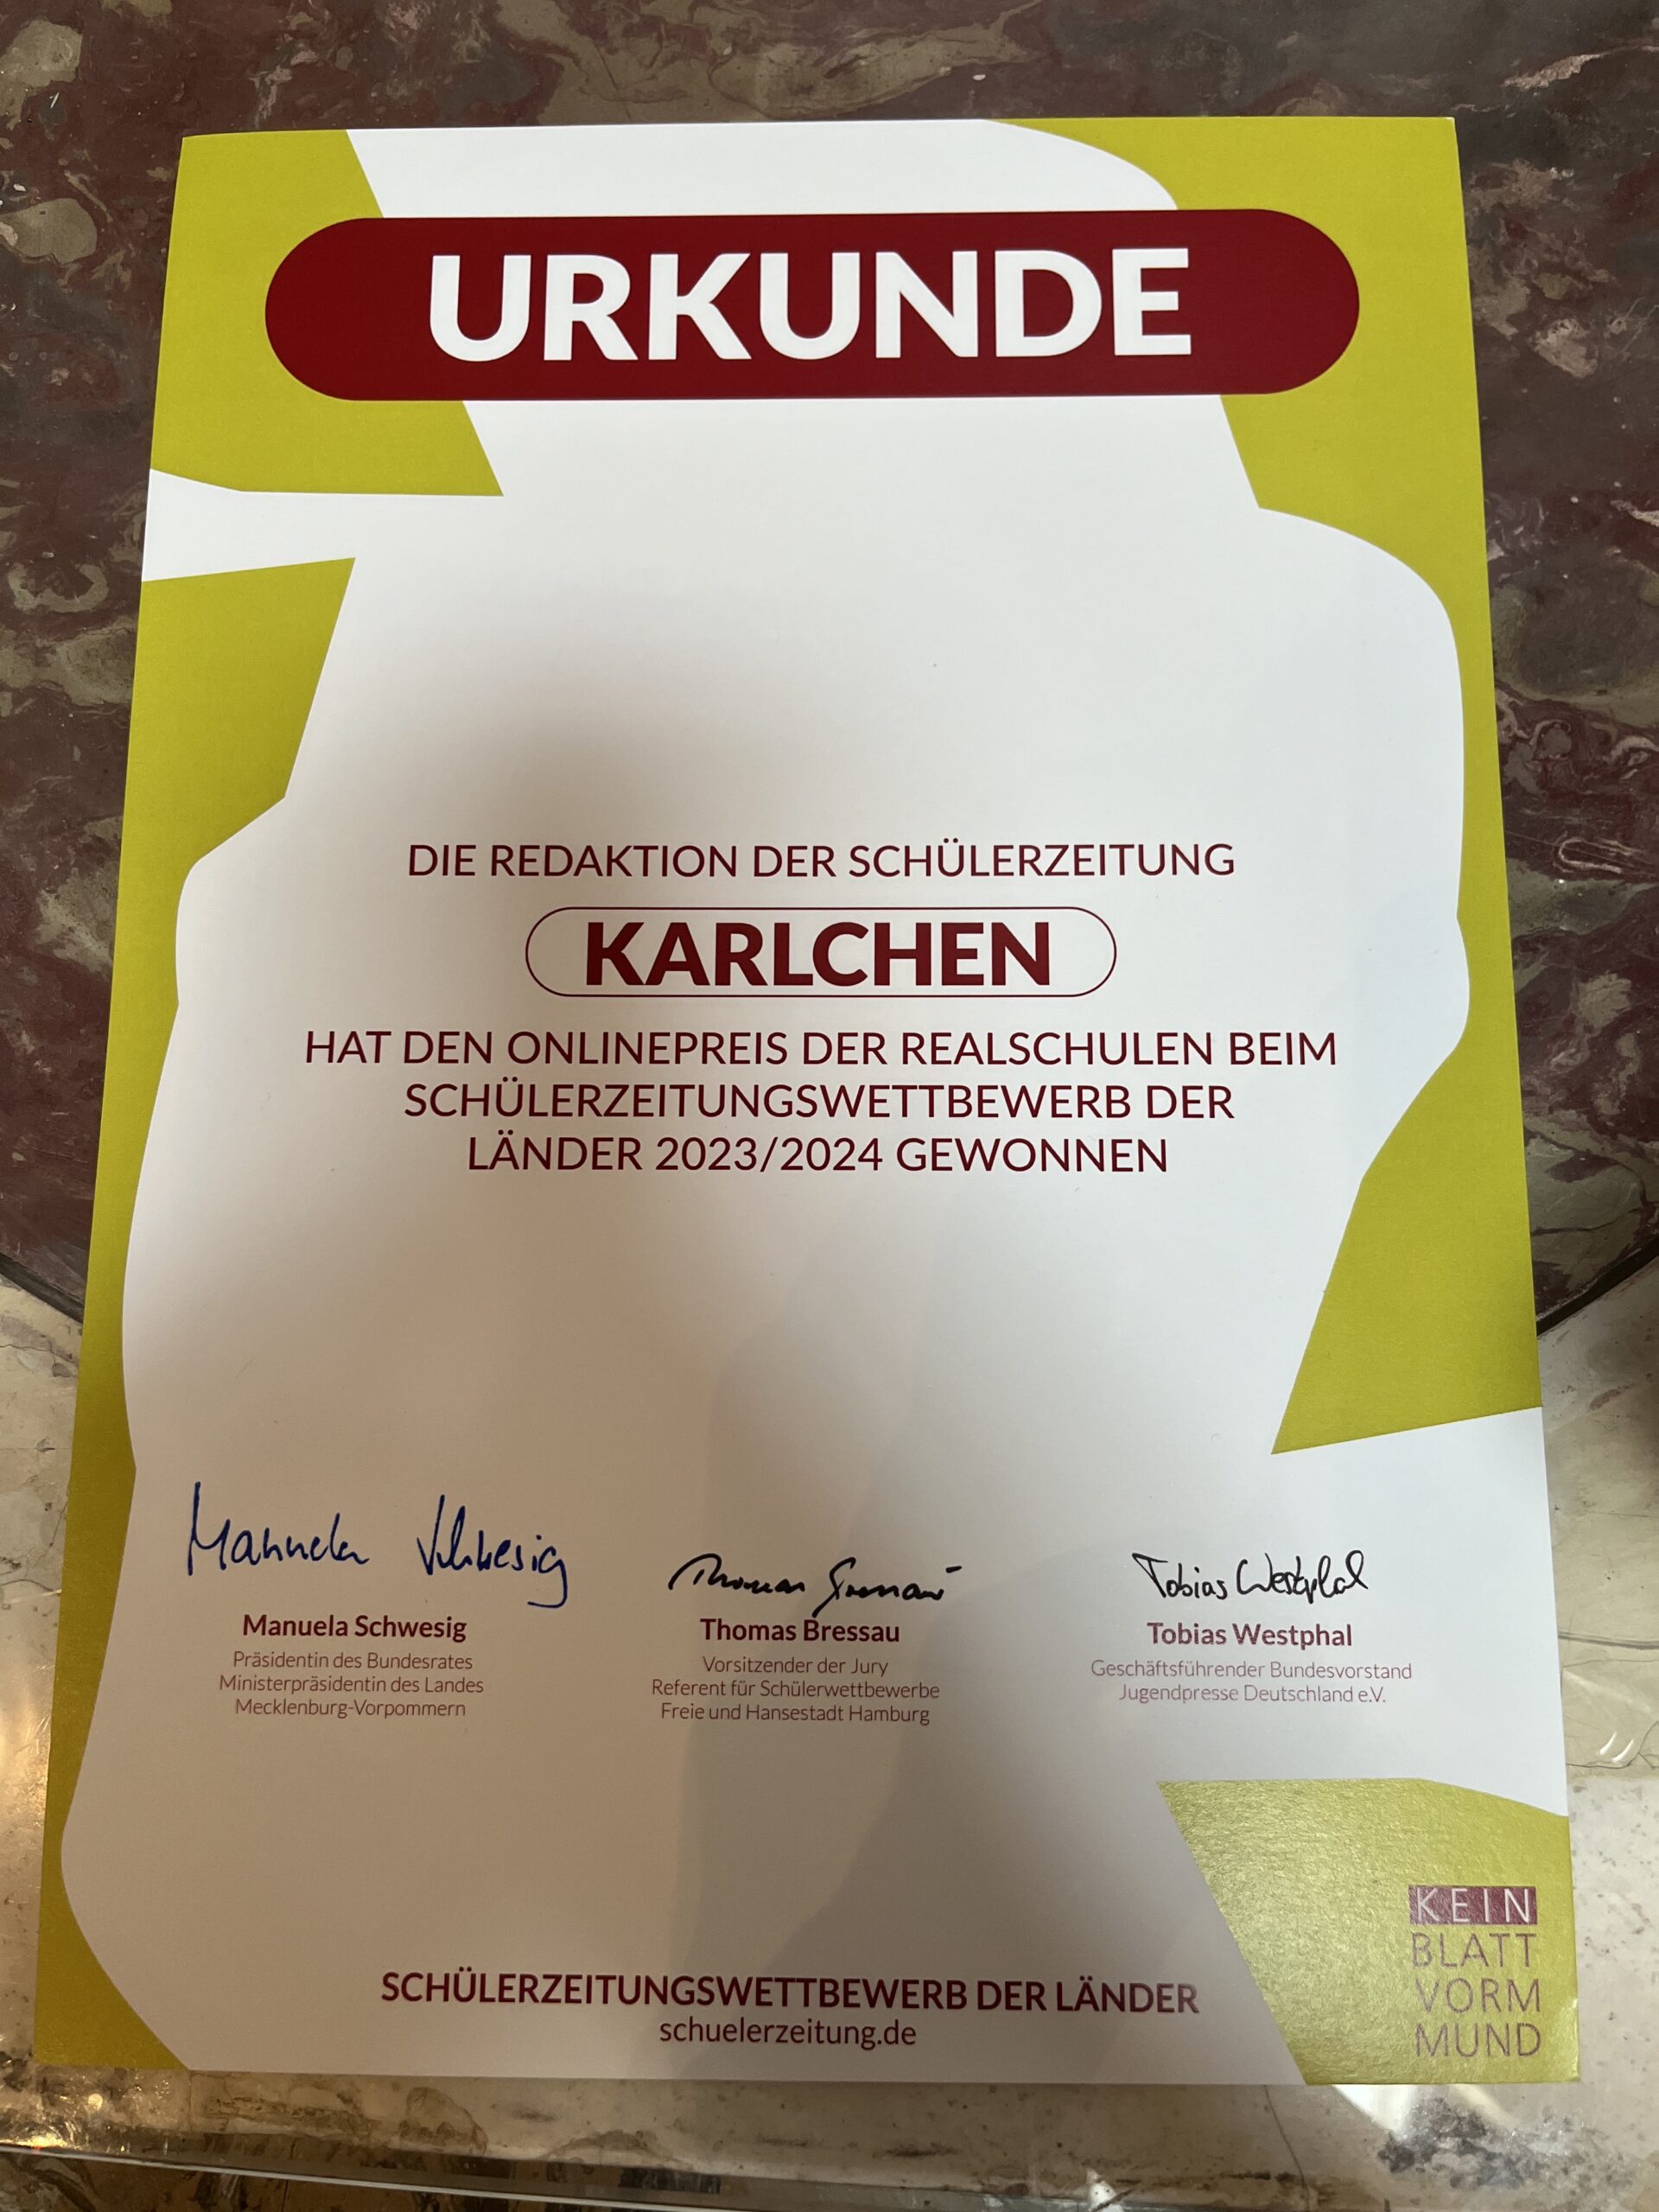 URKUNDE
DIE REDAKTION DER SCHÜLERZEITUNG
KARLCHEN
HAT DEN ONLINEPREIS DER REALSCHULEN BEIM
SCHÜLERZEITUNGSWETTBEWERB DER
LÄNDER 2023/2024 GEWONNEN
Manuela Schwesig
Manuela Schwesig
Präsidentin des Bundesrates
Ministerpräsidentin des Landes
Mecklenburg-Vorpommern
Thomas Bressau
Thomas Bressau
Vorsitzender der Jury
Referent für Schülerwettbewerbe
Freie und Hansestadt Hamburg
Tobias Westphal
Tobias Westphal
Geschäftsführender Bundesvorstand
Jugendpresse Deutschland e.V.
SCHÜLERZEITUNGSWETTBEWERB DER LÄNDER
schuelerzeitung.de
KEIN
BLATT
VORM
MUND